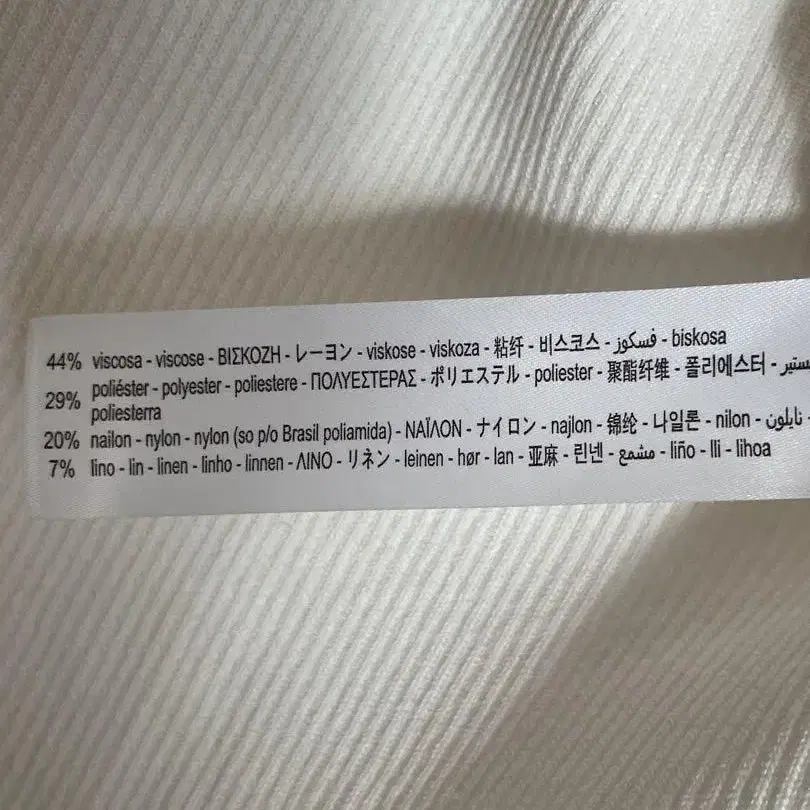 44% viscosa - viscose - ΒΙΣΚΟΖΗ - レーヨン - viskose - viskoza - 粘纤 - 비스코스 - فسكوز - biskosa
29% poliéster - polyester - poliestere - ΠΟΛΥΕΣΤΕΡΑΣ - ポリエステル - poliester - 聚酯纤维 - 폴리에스터 -
poliesterra
20% nailon - nylon - nylon (so p/o Brasil poliamida) - ΝΑΪΛΟΝ - ナイロン - najlon - 锦纶 - 나일론 - nilon - نايلون -
7% lino - lin - linen - linho - linnen - ΛΙΝΟ - リネン - leinen - hør - lan - 亚麻 - 린넨 - مشمع - liño - lli - lihoa